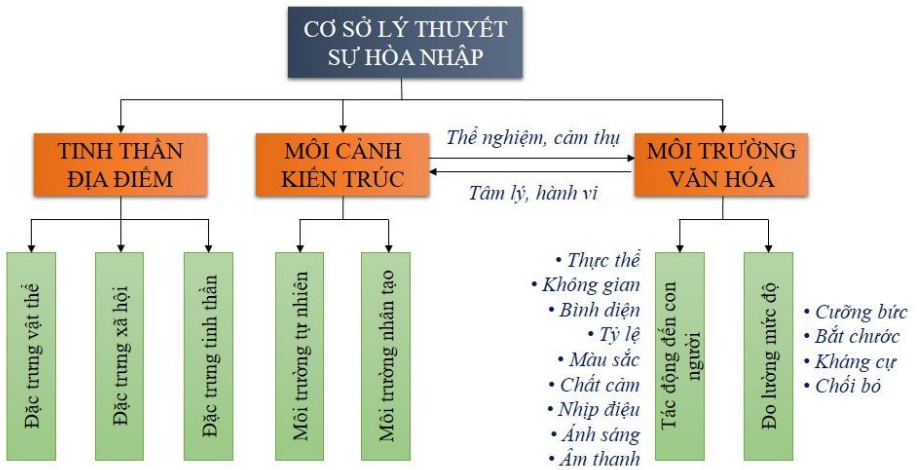 CƠ SỞ LÝ THUYẾT
SỰ HÒA NHẬP
TINH THẦN
ĐỊA ĐIỂM
MÔI CẢNH
KIẾN TRÚC
Thể nghiệm, cảm thụ
Tâm lý, hành vi
MÔI TRƯỜNG
VĂN HÓA
Đặc trưng vật thể
Đặc trưng xã hội
Đặc trưng tinh thần
Môi trường tự nhiên
Môi trường nhân tạo
• Thực thể
• Không gian
• Bình diện
• Tỷ lệ
• Màu sắc
• Chất cảm
• Nhịp điệu
• Ánh sáng
• Âm thanh
Tác động đến con
người
Đo lường mức độ
• Cưỡng bức
• Bắt chước
• Kháng cự
• Chối bỏ